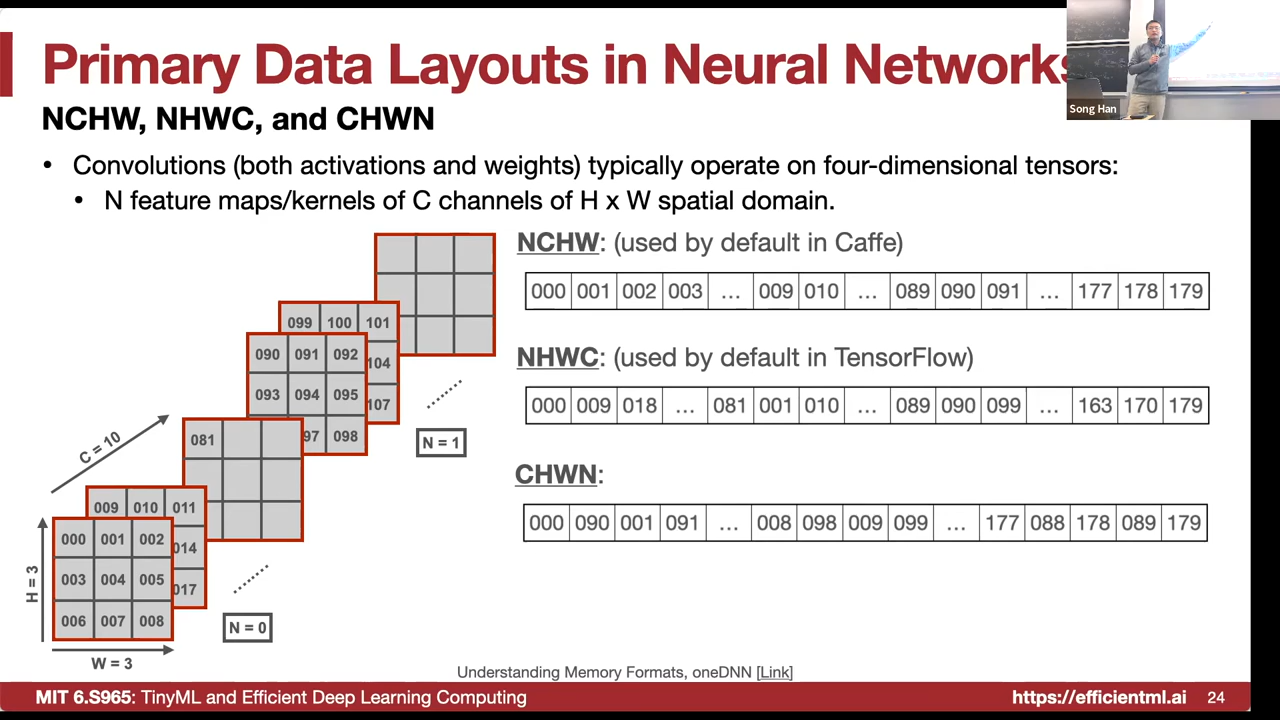 Primary Data Layouts in Neural Networks
NCHW, NHWC, and CHWN
Song Han
• Convolutions (both activations and weights) typically operate on four-dimensional tensors:
• N feature maps/kernels of C channels of H x W spatial domain.
NCHW: (used by default in Caffe)
000 001 002 003 … 009 010 … 089 090 091 … 177 178 179
NHWC: (used by default in TensorFlow)
000 009 018 … 081 001 010 … 089 090 099 … 163 170 179
CHWN:
000 090 001 091 … 008 098 009 099 … 177 088 178 089 179
099 100 101
104
107
090 091 092
093 094 095
97 098
N = 1
C = 10
081
009 010 011
014
017
000 001 002
003 004 005
006 007 008
H = 3
W = 3
N = 0
Understanding Memory Formats, oneDNN [Link]
MIT 6.S965: TinyML and Efficient Deep Learning Computing
https://efficientml.ai 24